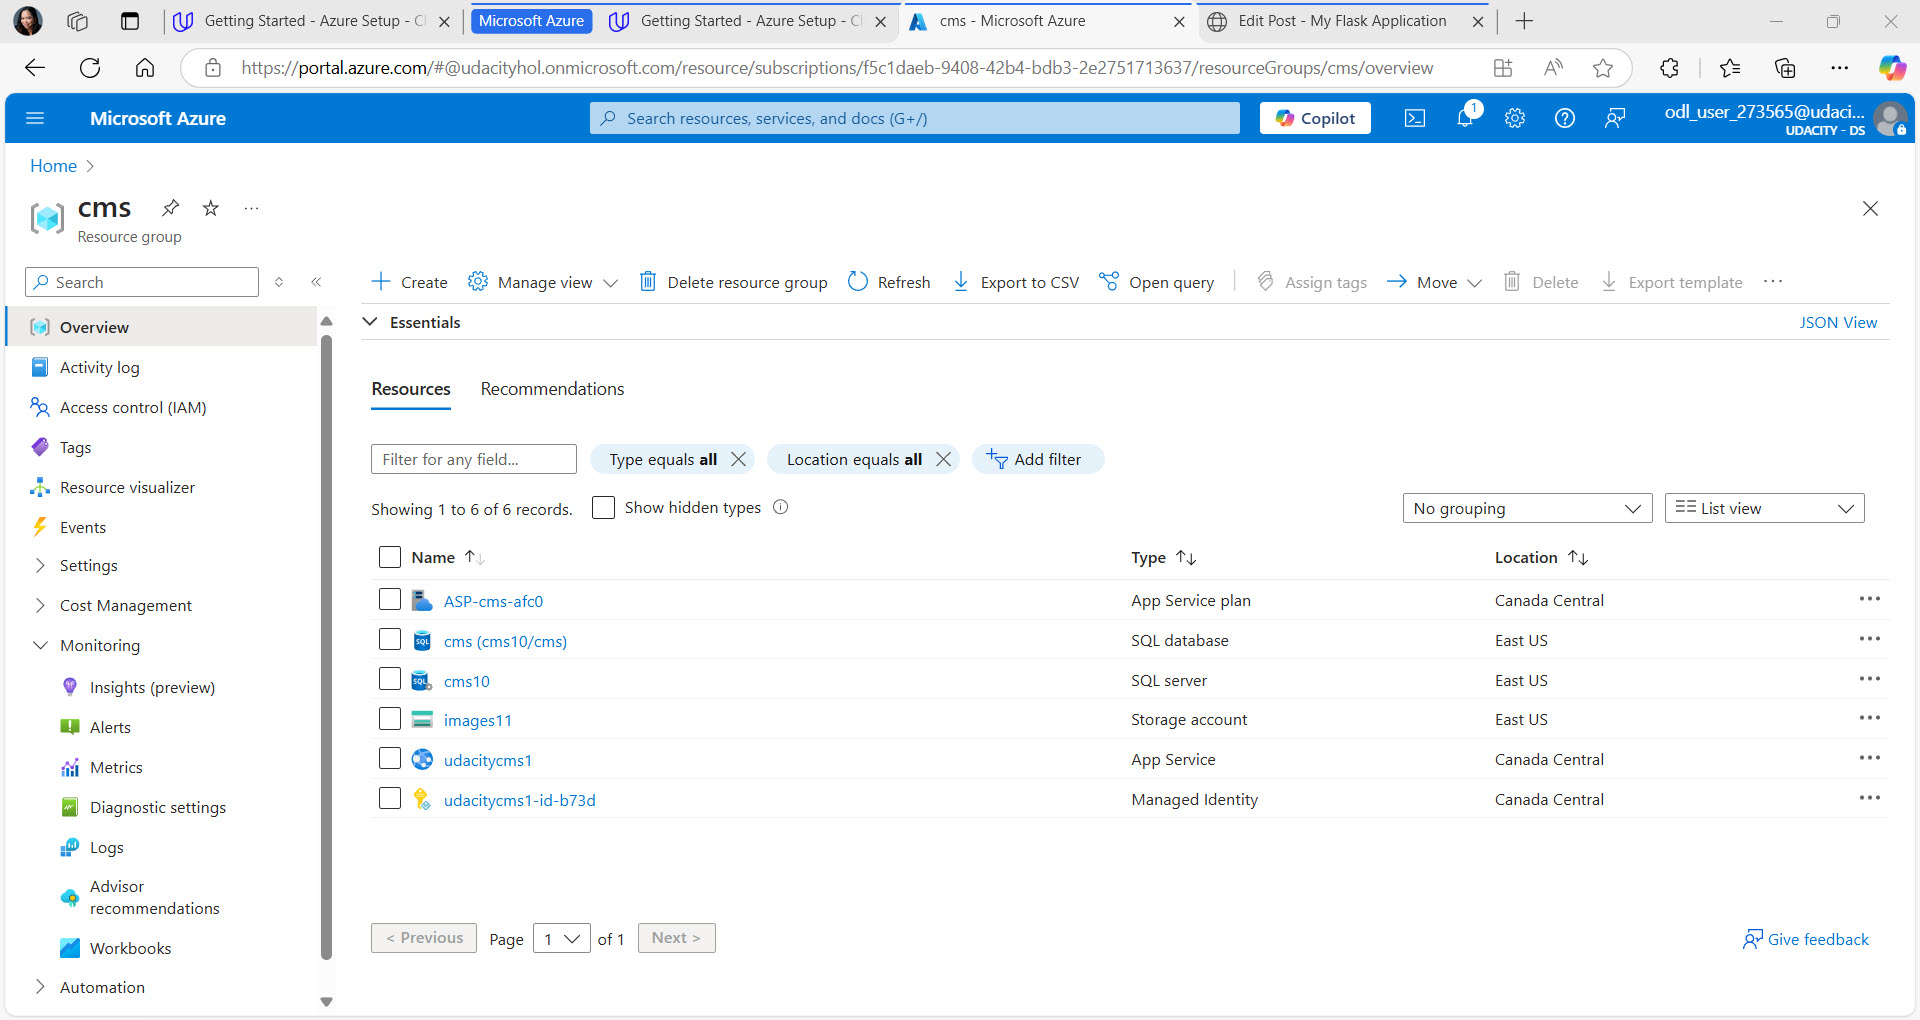 Getting Started - Azure Setup - Cl
Microsoft Azure
Getting Started - Azure Setup - Cl
cms - Microsoft Azure
Edit Post - My Flask Application
https://portal.azure.com/#@udacityhol.onmicrosoft.com/resource/subscriptions/f5c1daeb-9408-42b4-bdb3-2e2751713637/resourceGroups/cms/overview
Microsoft Azure
Search resources, services, and docs (G+/)
Copilot
1
odl_user_273565@udaci...
UDACITY - DS
Home
cms
Resource group
Search
Create
Manage view
Delete resource group
Refresh
Export to CSV
Open query
Assign tags
Move
Delete
Export template
Overview
Activity log
Access control (IAM)
Tags
Resource visualizer
Events
Settings
Cost Management
Monitoring
Insights (preview)
Alerts
Metrics
Diagnostic settings
Logs
Advisor
recommendations
Workbooks
Automation
Essentials
JSON View
Resources
Recommendations
Filter for any field...
Type equals all
Location equals all
Add filter
Showing 1 to 6 of 6 records.
Show hidden types
No grouping
List view
Name
Type
Location
ASP-cms-afc0
App Service plan
Canada Central
cms (cms10/cms)
SQL database
East US
cms10
SQL server
East US
images11
Storage account
East US
udacitycms1
App Service
Canada Central
udacitycms1-id-b73d
Managed Identity
Canada Central
< Previous
Page
1
of 1
Next >
Give feedback